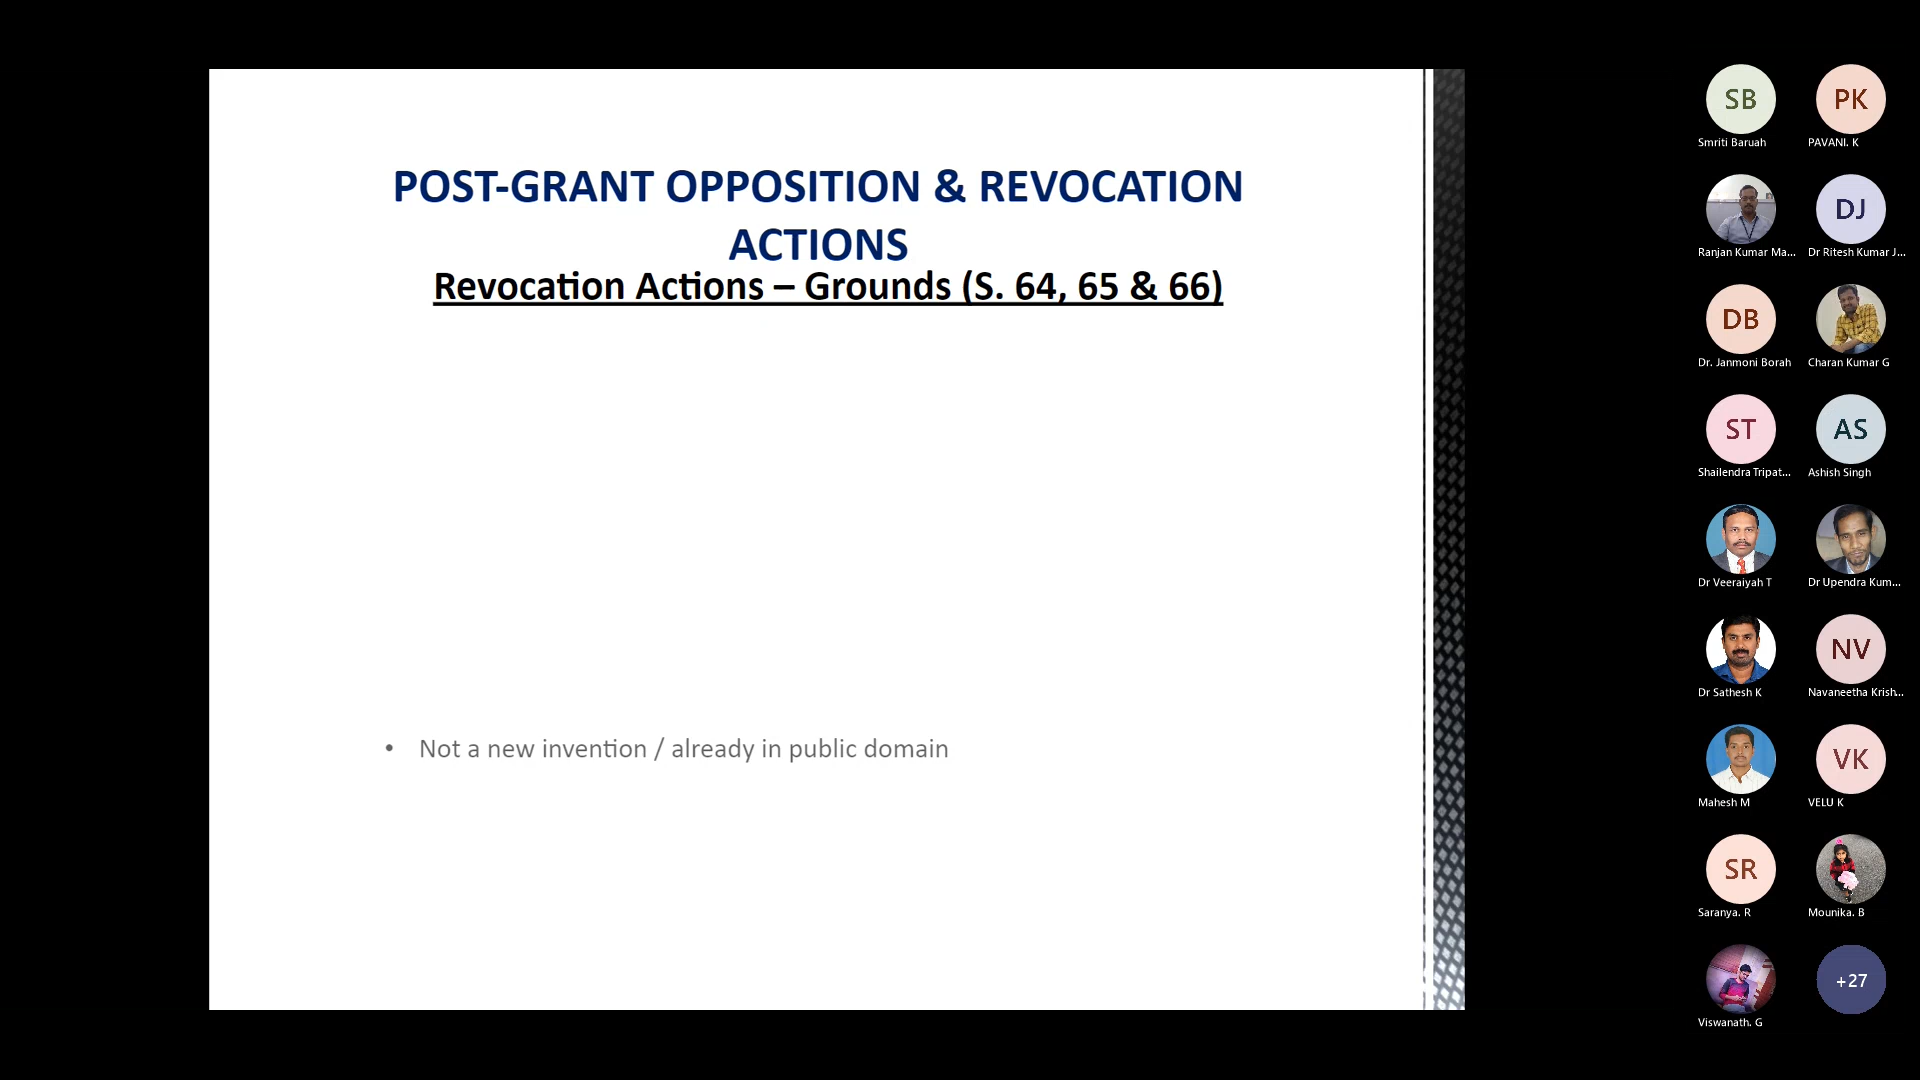 POST-GRANT OPPOSITION & REVOCATION
ACTIONS
Revocation Actions – Grounds (S. 64, 65 & 66)
• Not a new invention / already in public domain
SB
Smriti Baruah
PK
PAVANI. K
Ranjan Kumar Ma...
DJ
Dr Ritesh Kumar J...
DB
Dr. Janmoni Borah
Charan Kumar G
ST
Shailendra Tripat...
AS
Ashish Singh
Dr Veeraiyah T
Dr Upendra Kum...
Dr Sathesh K
NV
Navaneetha Krish...
Mahesh M
VK
VELU K
SR
Saranya. R
Mounika. B
Viswanath. G
+27